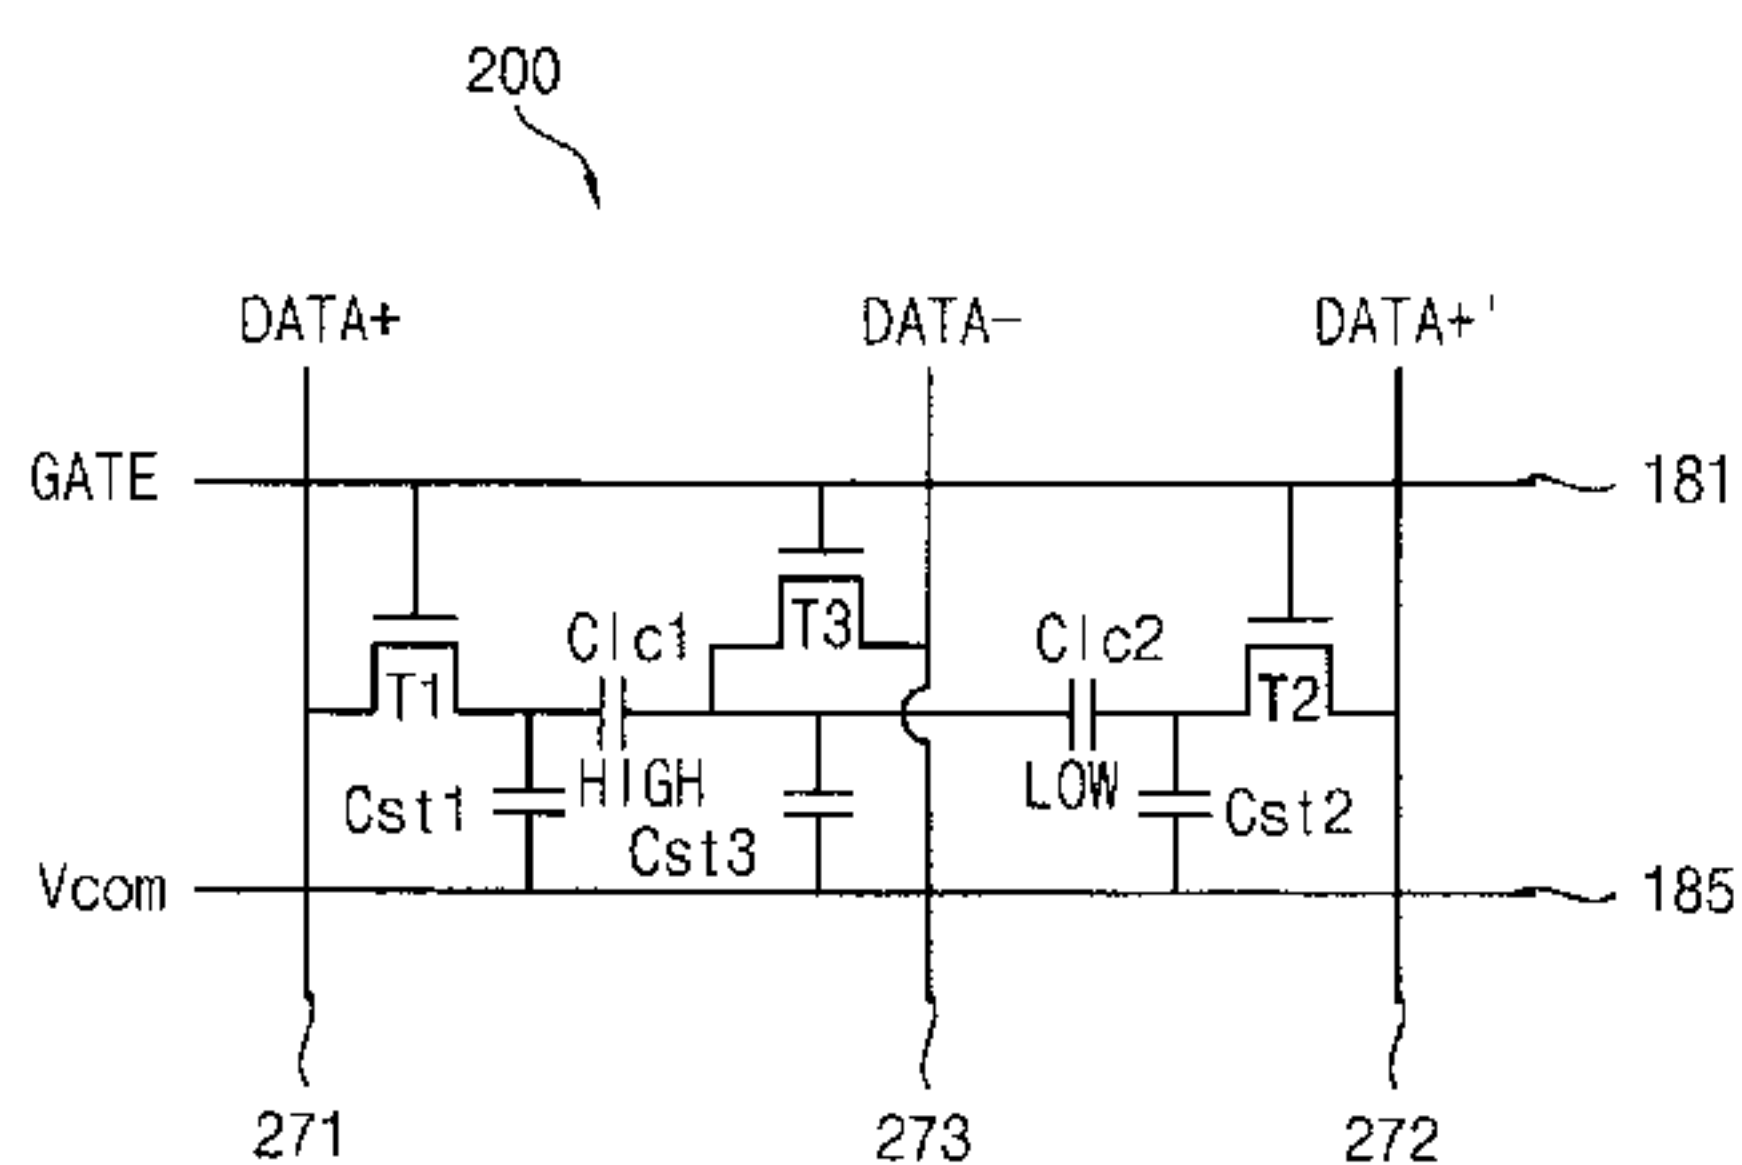 200
DATA+
DATA-
DATA+'
GATE
181
Clc1
T3
Clc2
T1
T2
HIGH
LOW
Cst1
Cst3
Cst2
Vcom
185
271
273
272